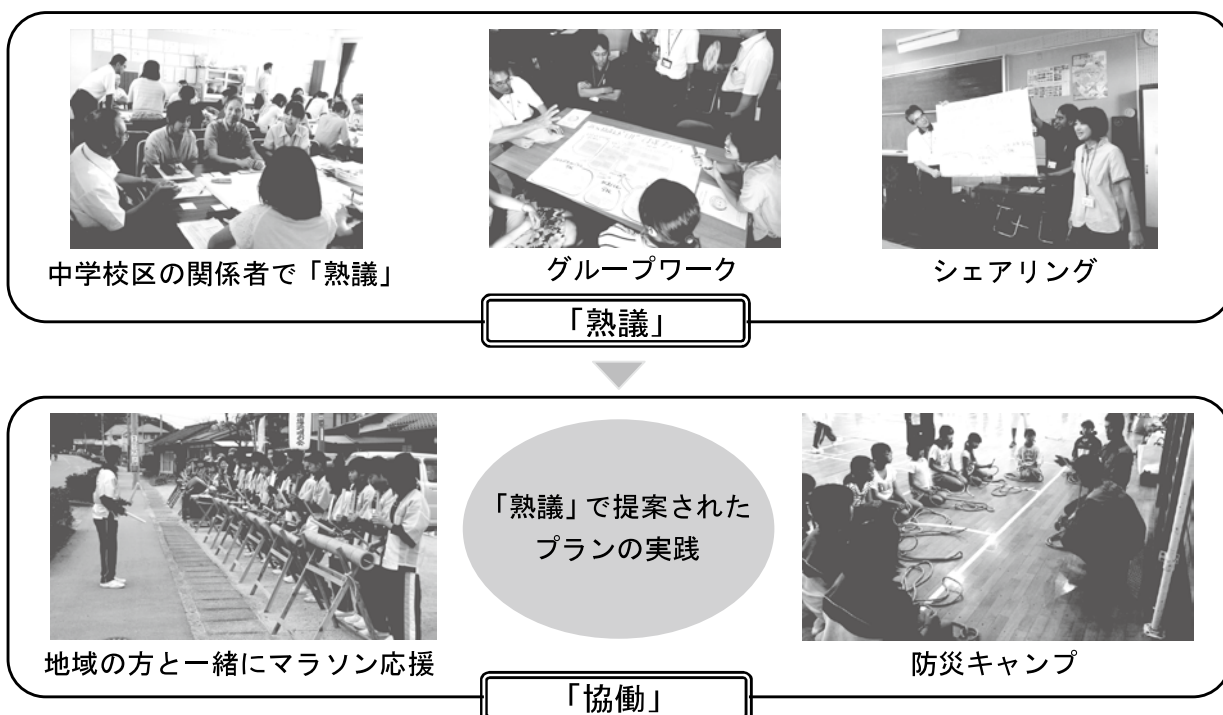 中学校区の関係者で「熟議」
グループワーク
シェアリング
「熟議」
「熟議」で提案された
プランの実践
地域の方と一緒にマラソン応援
防災キャンプ
「協働」